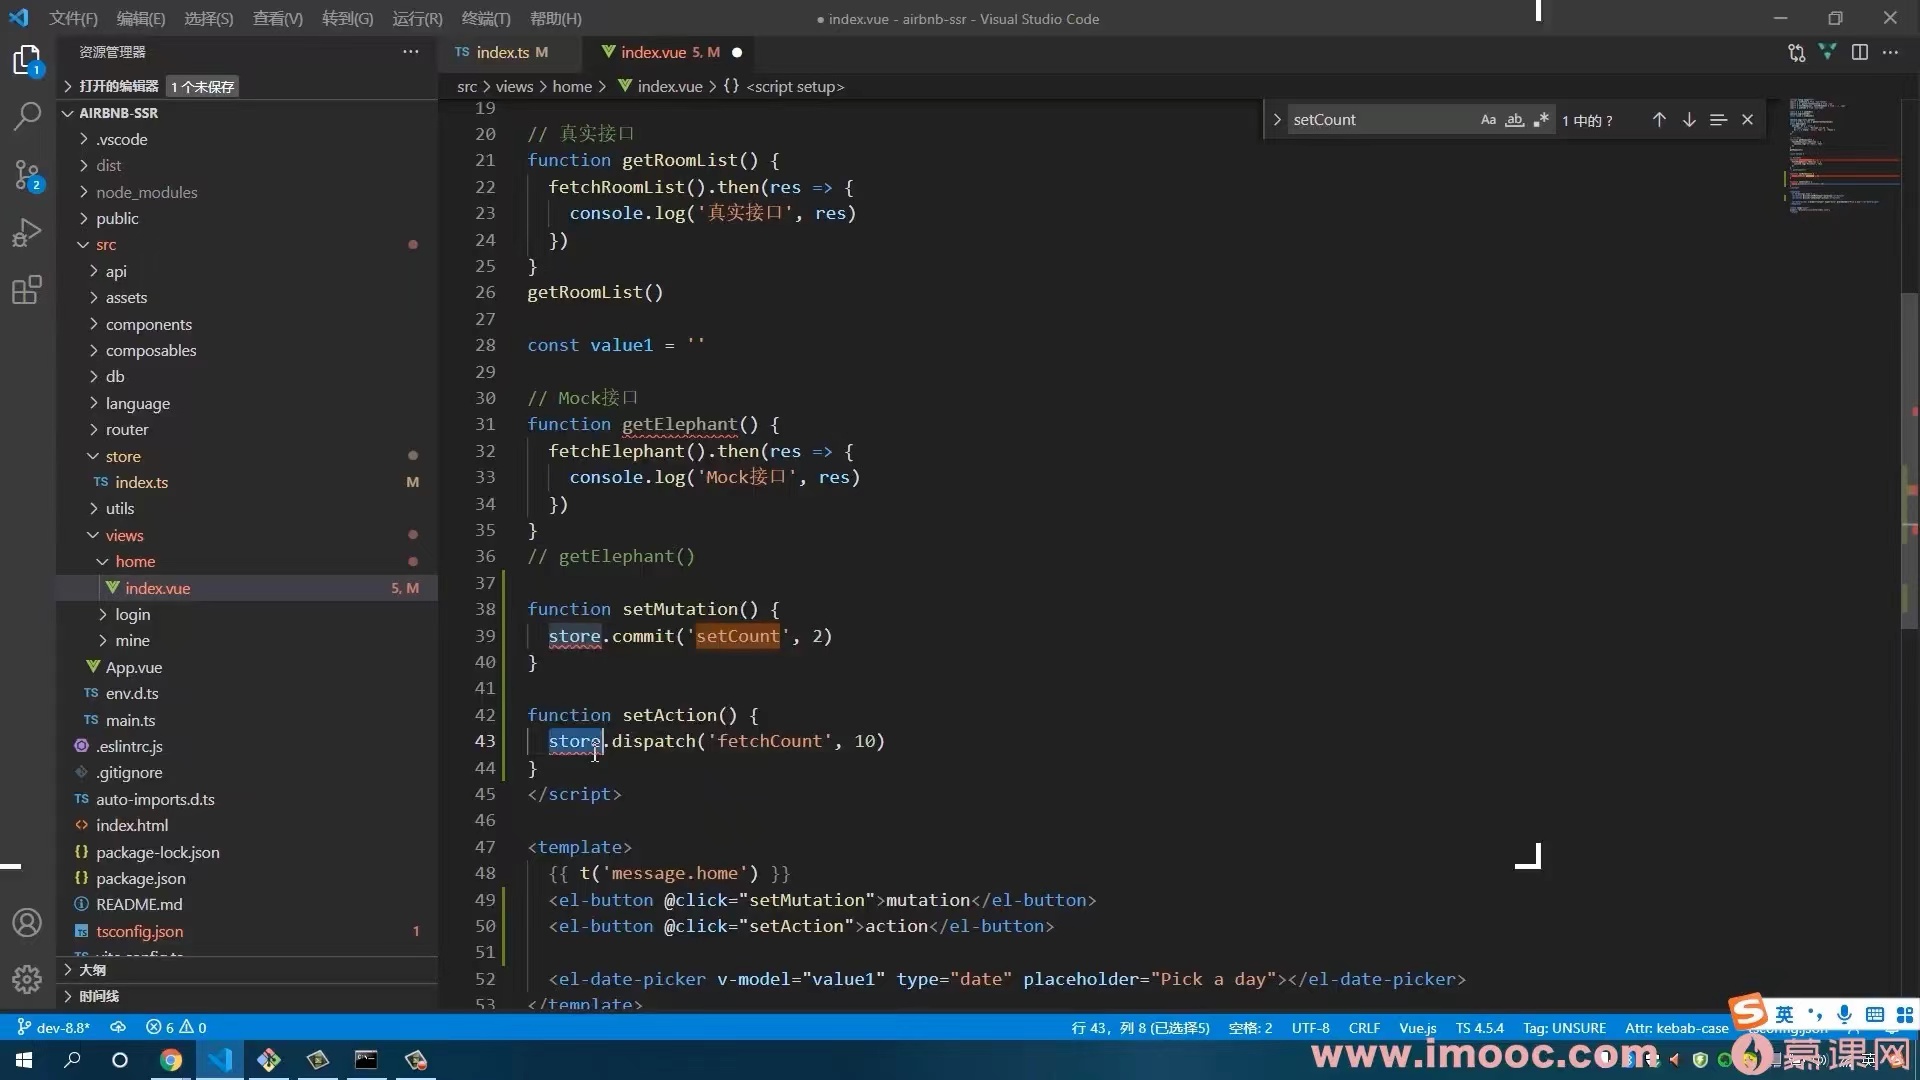 文件(F) 编辑(E) 选择(S) 查看(V) 转到(G) 运行(R) 终端(T) 帮助(H)
● index.vue - airbnb-ssr - Visual Studio Code
资源管理器
打开的编辑器 1 个未保存
AIRBNB-SSR
.vscode
dist
node_modules
public
src
api
assets
components
composables
db
language
router
store
TS index.ts M
utils
views
home
index.vue 5, M
login
mine
App.vue
TS env.d.ts
TS main.ts
.eslintrc.js
.gitignore
TS auto-imports.d.ts
index.html
package-lock.json
package.json
README.md
tsconfig.json 1
大纲
时间线
1
2
TS index.ts M
index.vue 5, M
src > views > home > index.vue > {} <script setup>
setCount Aa ab 1 中的 ?
19
20 // 真实接口
21 function getRoomList() {
22 fetchRoomList().then(res => {
23 console.log('真实接口', res)
24 })
25 }
26 getRoomList()
27
28 const value1 = ''
29
30 // Mock接口
31 function getElephant() {
32 fetchElephant().then(res => {
33 console.log('Mock接口', res)
34 })
35 }
36 // getElephant()
37
38 function setMutation() {
39 store.commit('setCount', 2)
40 }
41
42 function setAction() {
43 store.dispatch('fetchCount', 10)
44 }
45 </script>
46
47 <template>
48 {{ t('message.home') }}
49 <el-button @click="setMutation">mutation</el-button>
50 <el-button @click="setAction">action</el-button>
51
52 <el-date-picker v-model="value1" type="date" placeholder="Pick a day"></el-date-picker>
53 </template>
dev-8.8* 6 0
行 43，列 8 (已选择5) 空格: 2 UTF-8 CRLF Vue.js TS 4.5.4 Tag: UNSURE Attr: kebab-case
英
www.imooc.com 慕课网